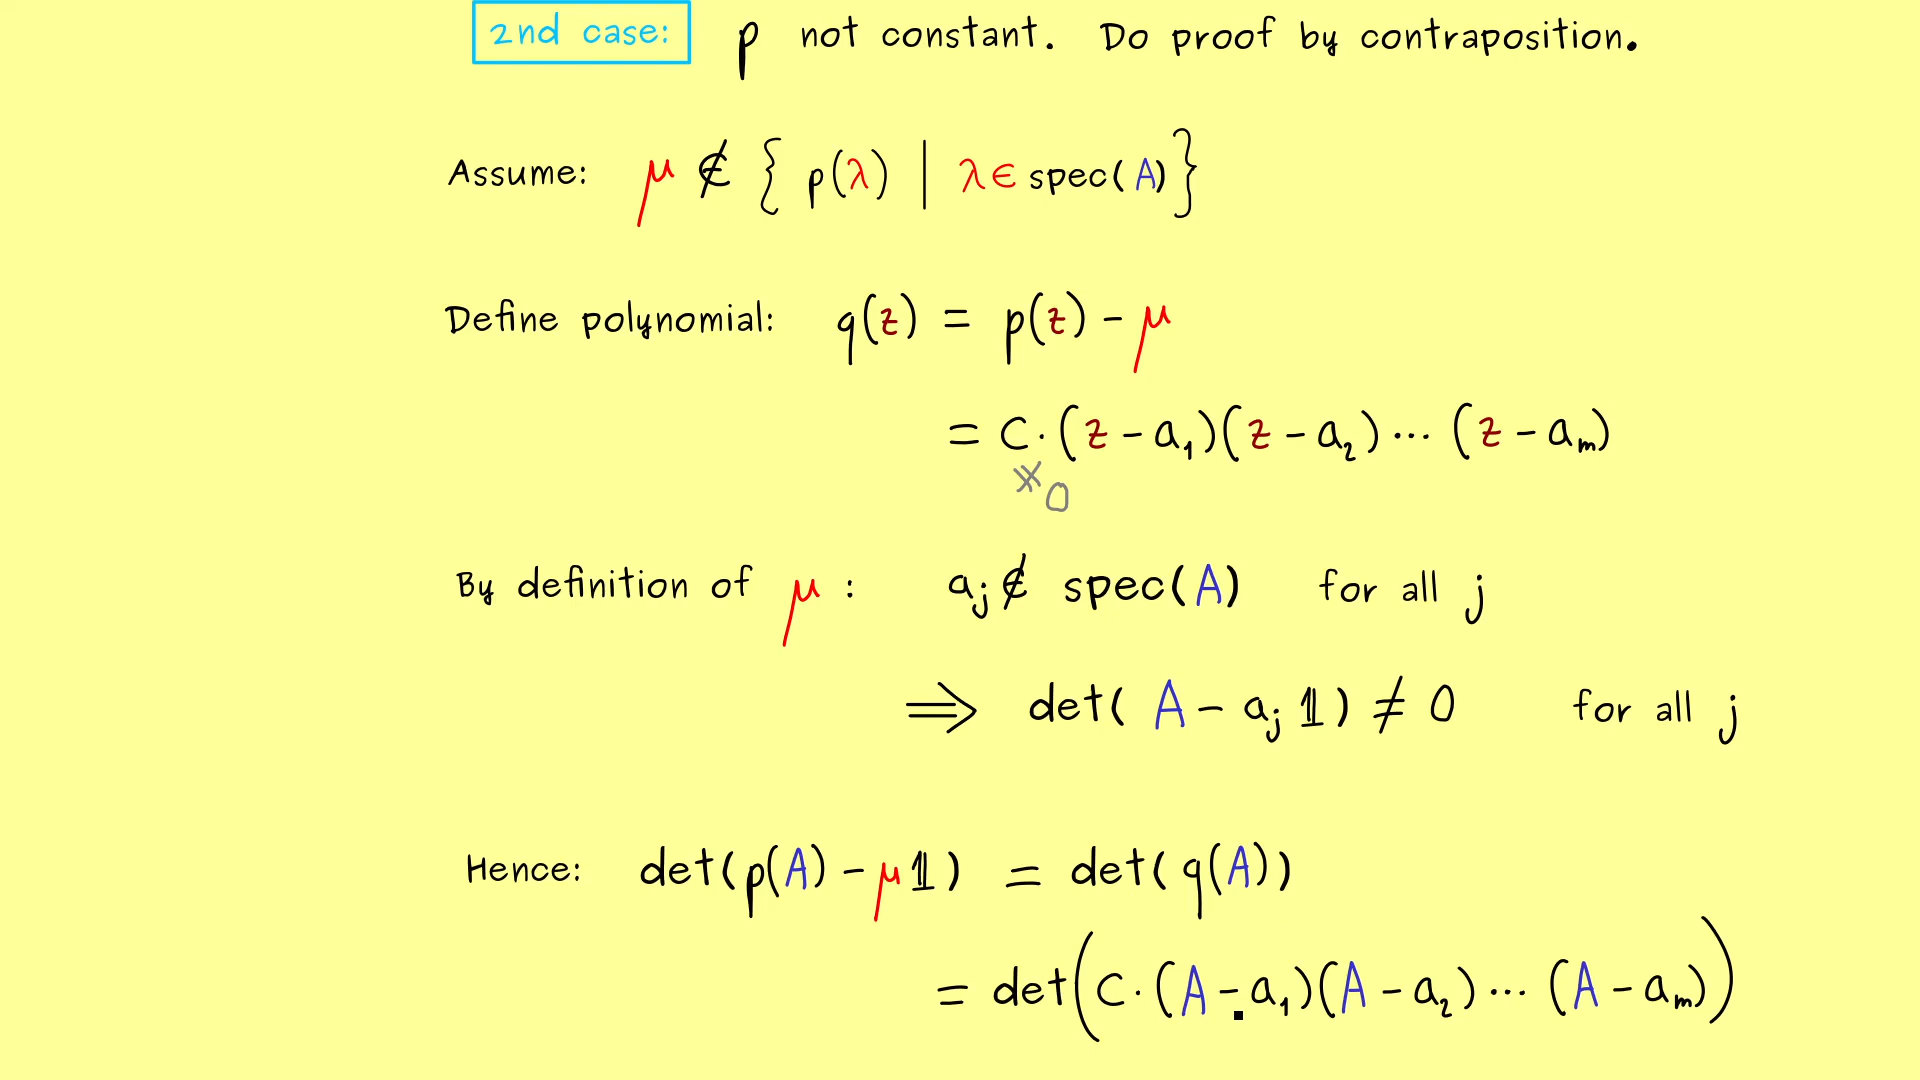 2nd case: p not constant. Do proof by contraposition.
Assume: μ ∉ { p(λ) | λ ∈ spec(A) }
Define polynomial: q(z) = p(z) − μ
= c·(z − a₁)(z − a₂)⋯(z − aₘ)
≠ 0
By definition of μ : aⱼ ∉ spec(A) for all j
⟹ det( A − aⱼ 𝟙 ) ≠ 0 for all j
Hence: det(p(A) − μ𝟙) = det(q(A))
= det(c·(A − a₁)(A − a₂)⋯(A − aₘ))